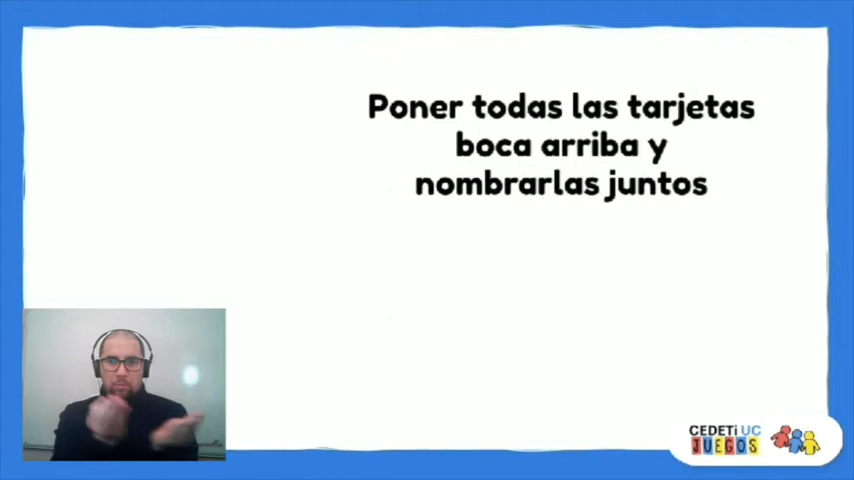 Poner todas las tarjetas
boca arriba y
nombrarlas juntos
CEDETi UC
JUEGOS